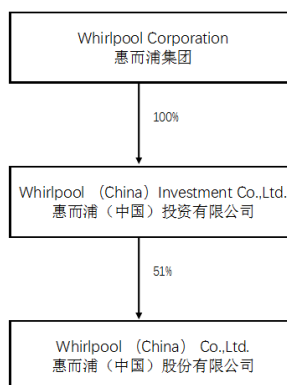 Whirlpool Corporation
惠而浦集团
100%
Whirlpool （China）Investment Co.,Ltd.
惠而浦（中国）投资有限公司
51%
Whirlpool （China） Co.,Ltd.
惠而浦（中国）股份有限公司